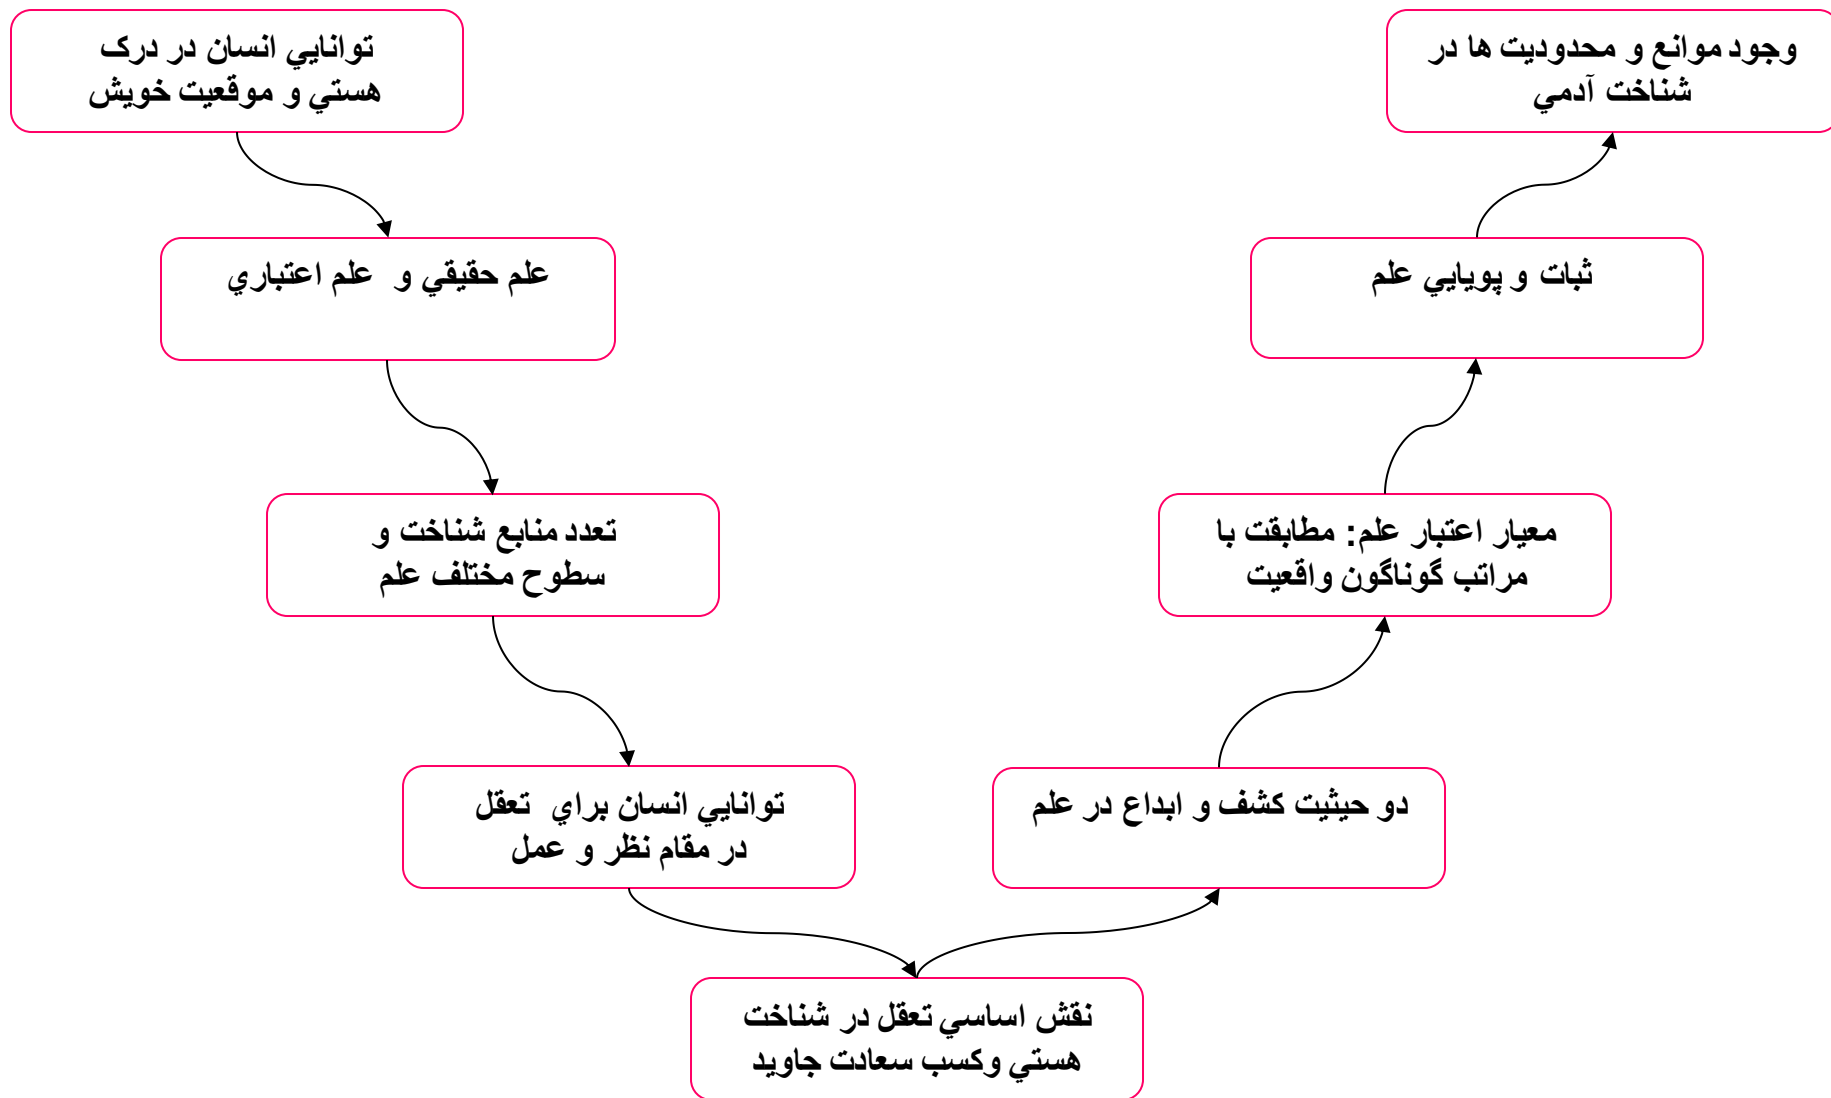 توانايي انسان در درک
هستي و موقعيت خويش
علم حقيقي و  علم اعتباري
تعدد منابع شناخت و
سطوح مختلف علم
توانايي انسان براي  تعقل
در مقام نظر و عمل
نقش اساسي تعقل در شناخت
هستي وکسب سعادت جاويد
دو حيثيت کشف و ابداع در علم
معيار اعتبار علم: مطابقت با
مراتب گوناگون واقعيت
ثبات و پويايي علم
وجود موانع و محدوديت ها در
شناخت آدمي